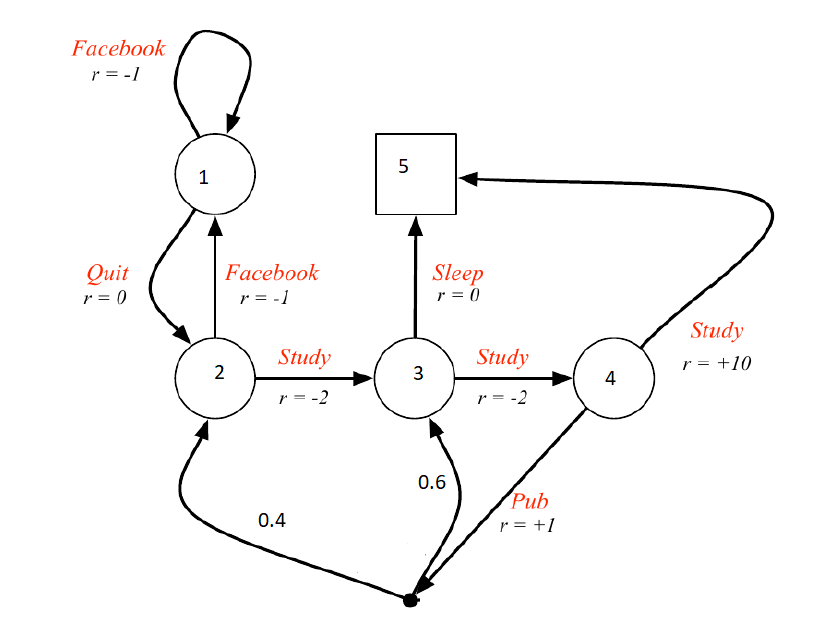 Facebook
r = -1
1
5
Quit
r = 0
Facebook
r = -1
Sleep
r = 0
Study
r = +10
2
Study
r = -2
3
Study
r = -2
4
0.4
0.6
Pub
r = +1